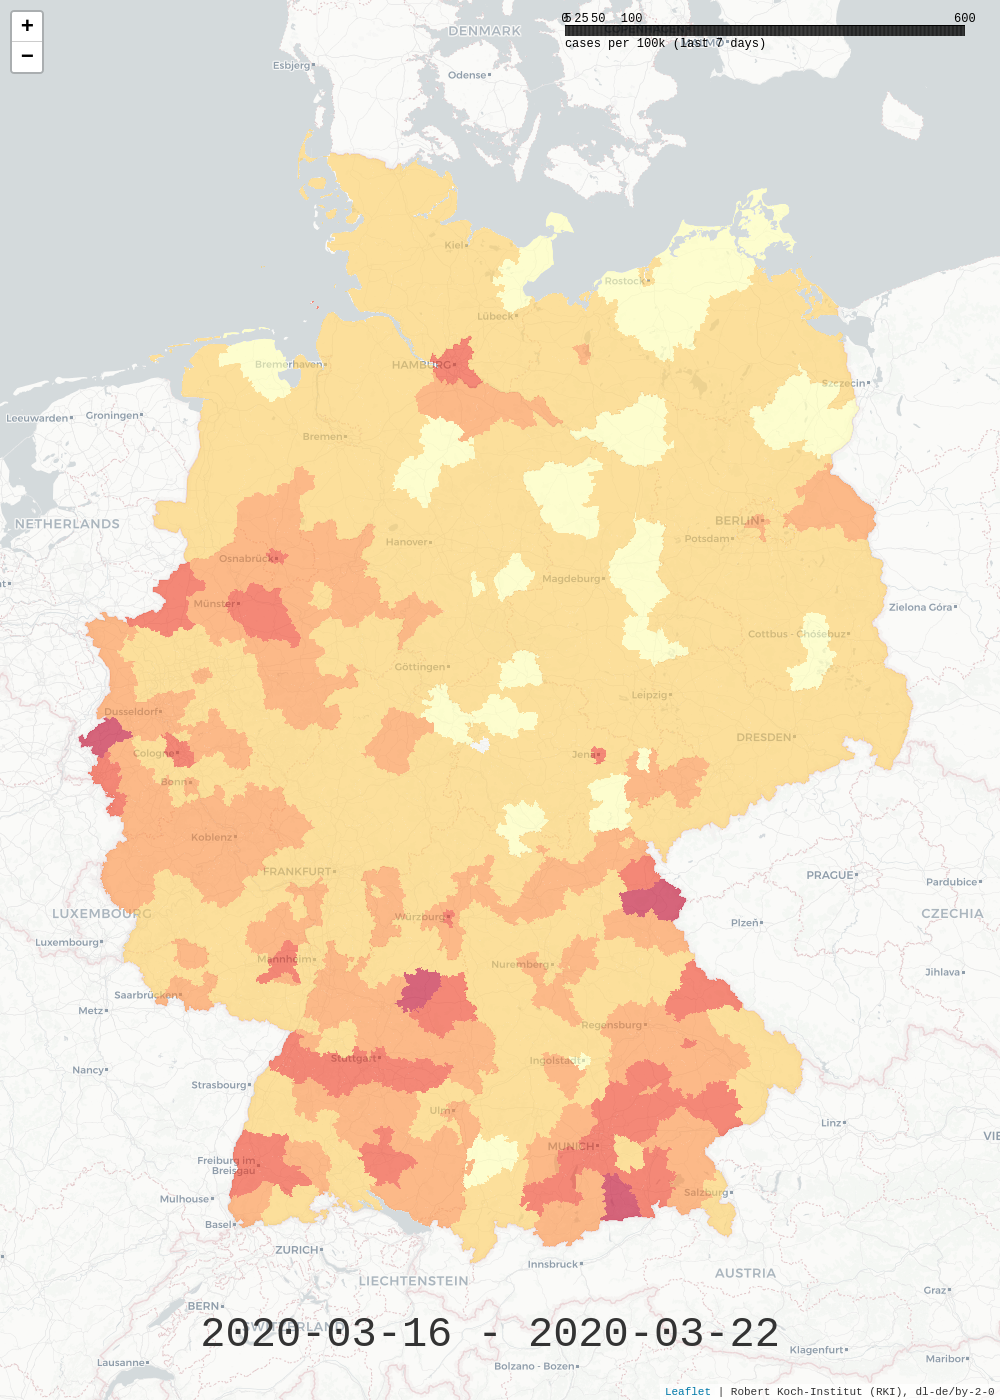 +
−
0 5 25 50 100 600
cases per 100k (last 7 days)
DENMARK
Esbjerg
Odense
Kiel
Rostock
Lübeck
Bremerhaven
HAMBURG
Szczecin
Leeuwarden
Groningen
Bremen
NETHERLANDS
BERLIN
Hanover
Potsdam
Osnabrück
Magdeburg
Münster
Zielona Góra
Cottbus - Chóśebuz
Göttingen
Leipzig
Dusseldorf
DRESDEN
Cologne
Jena
Bonn
Koblenz
FRANKFURT
PRAGUE
Pardubice
LUXEMBOURG
Würzburg
CZECHIA
Plzeň
Luxembourg
Mannheim
Nuremberg
Jihlava
Saarbrücken
Metz
Regensburg
Stuttgart
Ingolstadt
Nancy
Strasbourg
Ulm
Linz
VIE
MUNICH
Freiburg im
Breisgau
Salzburg
Mulhouse
Basel
ZURICH
Innsbruck
AUSTRIA
LIECHTENSTEIN
Graz
BERN
SWITZERLAND
2020-03-16 - 2020-03-22
Klagenfurt
Maribor
Lausanne
Bolzano - Bozen
Leaflet | Robert Koch-Institut (RKI), dl-de/by-2-0